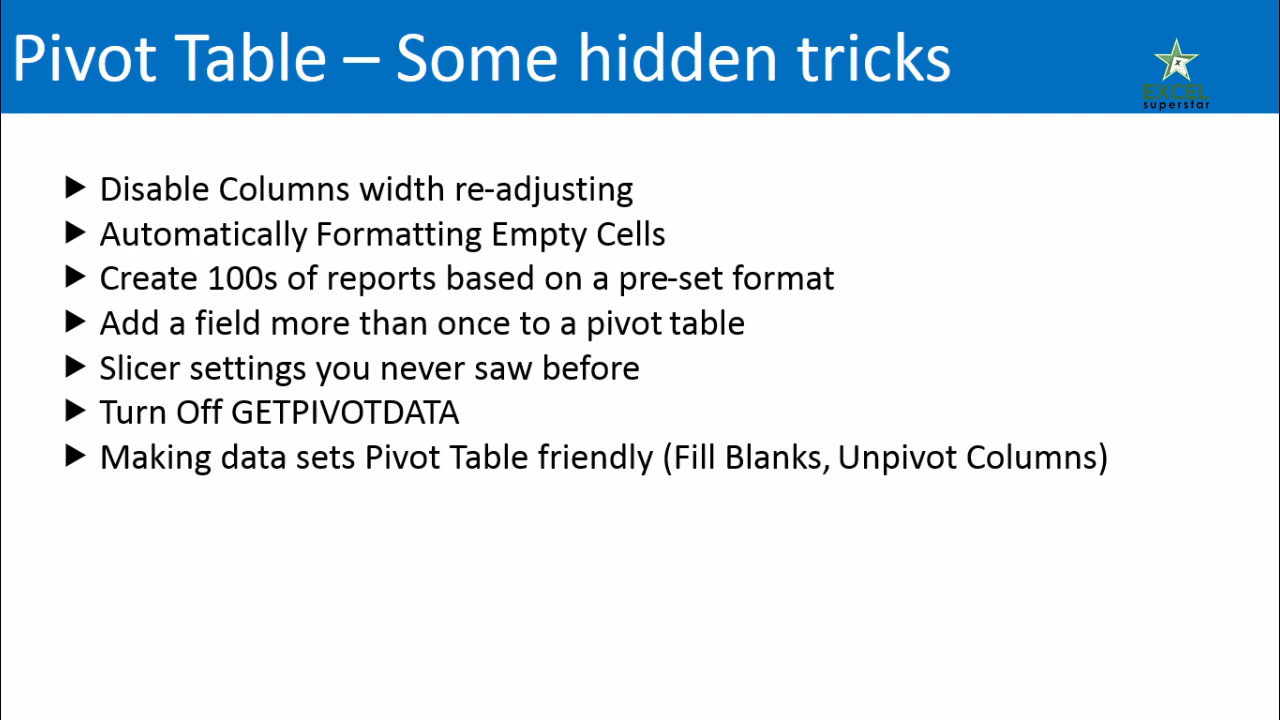 Pivot Table – Some hidden tricks
EXCEL
superstar
Disable Columns width re-adjusting
Automatically Formatting Empty Cells
Create 100s of reports based on a pre-set format
Add a field more than once to a pivot table
Slicer settings you never saw before
Turn Off GETPIVOTDATA
Making data sets Pivot Table friendly (Fill Blanks, Unpivot Columns)